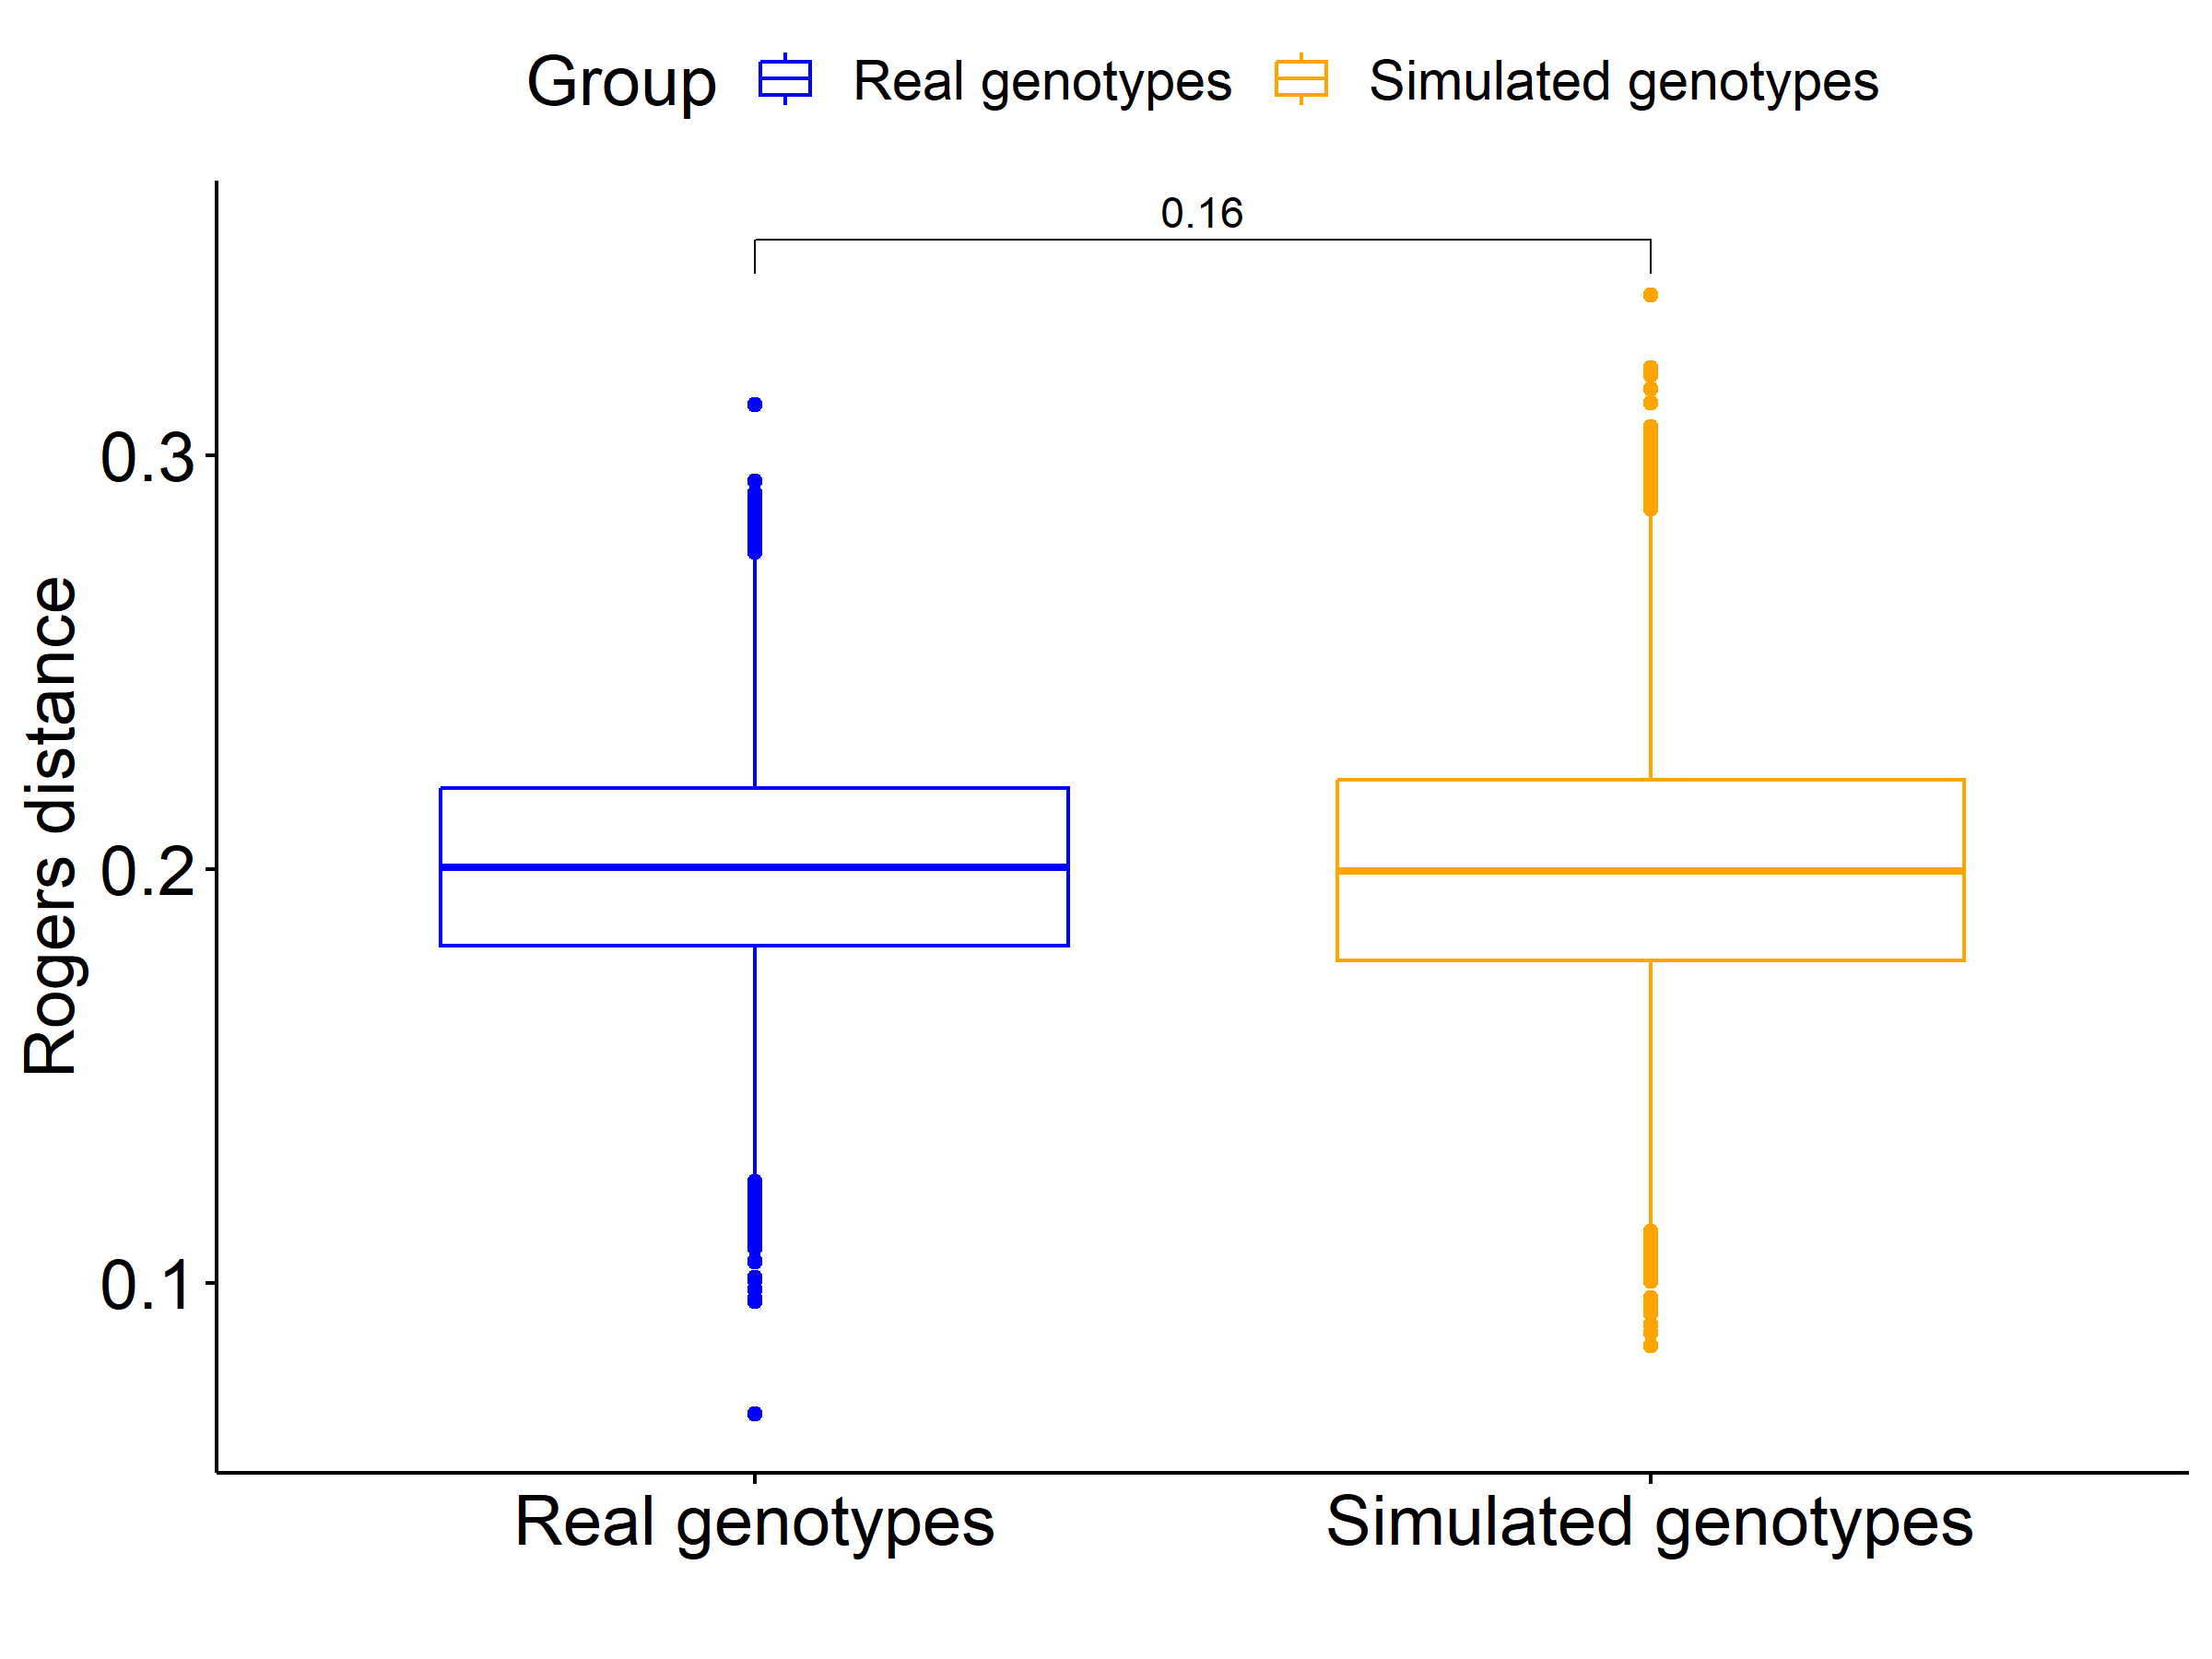 Group Real genotypes Simulated genotypes
0.16
0.3
0.2
0.1
Rogers distance
Real genotypes Simulated genotypes